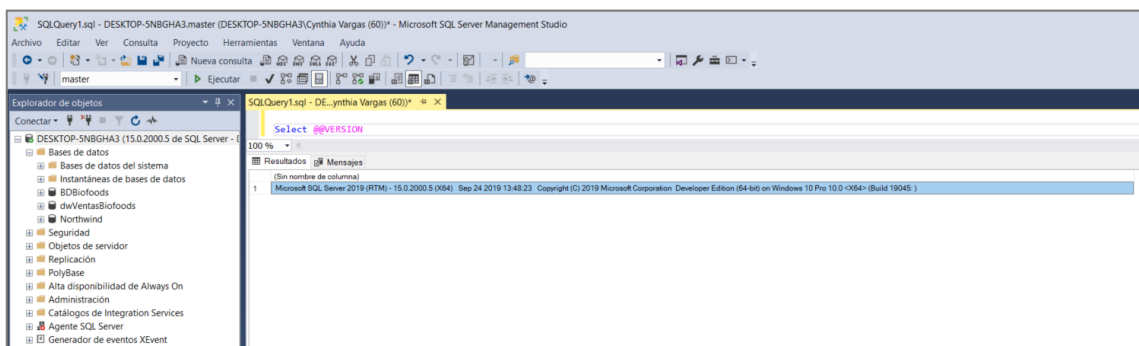 SQLQuery1.sql - DESKTOP-5NBGHA3.master (DESKTOP-5NBGHA3\Cynthia Vargas (60))* - Microsoft SQL Server Management Studio
Archivo Editar Ver Consulta Proyecto Herramientas Ventana Ayuda
Nueva consulta
master Ejecutar
Explorador de objetos
SQLQuery1.sql - DE...ynthia Vargas (60))*
Conectar
Select @@VERSION
DESKTOP-5NBGHA3 (15.0.2000.5 de SQL Server -
100 %
Bases de datos
Resultados Mensajes
Bases de datos del sistema
(Sin nombre de columna)
Instantáneas de bases de datos
1 Microsoft SQL Server 2019 (RTM) - 15.0.2000.5 (X64) Sep 24 2019 13:48:23 Copyright (C) 2019 Microsoft Corporation Developer Edition (64-bit) on Windows 10 Pro 10.0 <X64> (Build 19045: )
BDBiofoods
dwVentasBiofoods
Northwind
Seguridad
Objetos de servidor
Replicación
PolyBase
Alta disponibilidad de Always On
Administración
Catálogos de Integration Services
Agente SQL Server
Generador de eventos XEvent